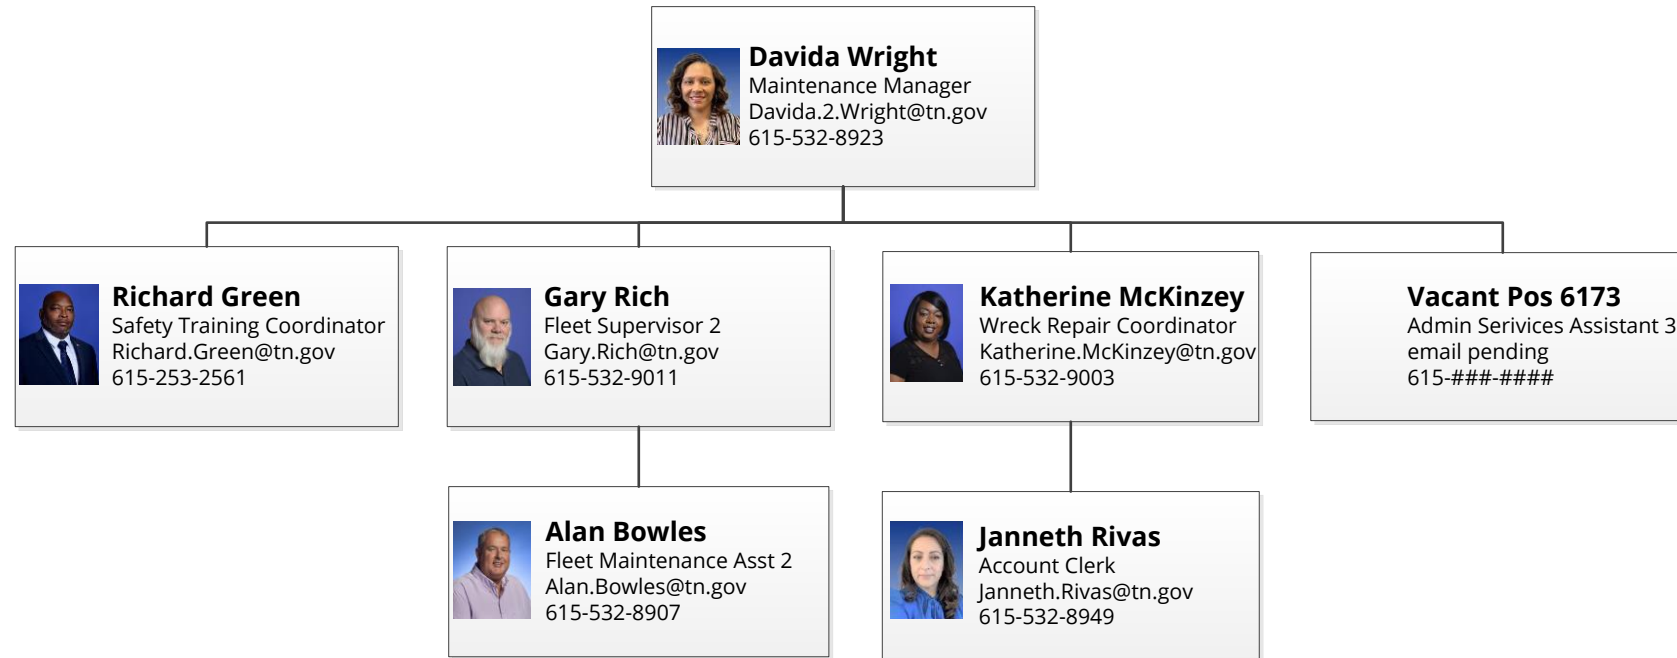 Davida Wright
Maintenance Manager
Davida.2.Wright@tn.gov
615-532-8923
Richard Green
Safety Training Coordinator
Richard.Green@tn.gov
615-253-2561
Gary Rich
Fleet Supervisor 2
Gary.Rich@tn.gov
615-532-9011
Katherine McKinzey
Wreck Repair Coordinator
Katherine.McKinzey@tn.gov
615-532-9003
Vacant Pos 6173
Admin Serivices Assistant 3
email pending
615-###-####
Alan Bowles
Fleet Maintenance Asst 2
Alan.Bowles@tn.gov
615-532-8907
Janneth Rivas
Account Clerk
Janneth.Rivas@tn.gov
615-532-8949